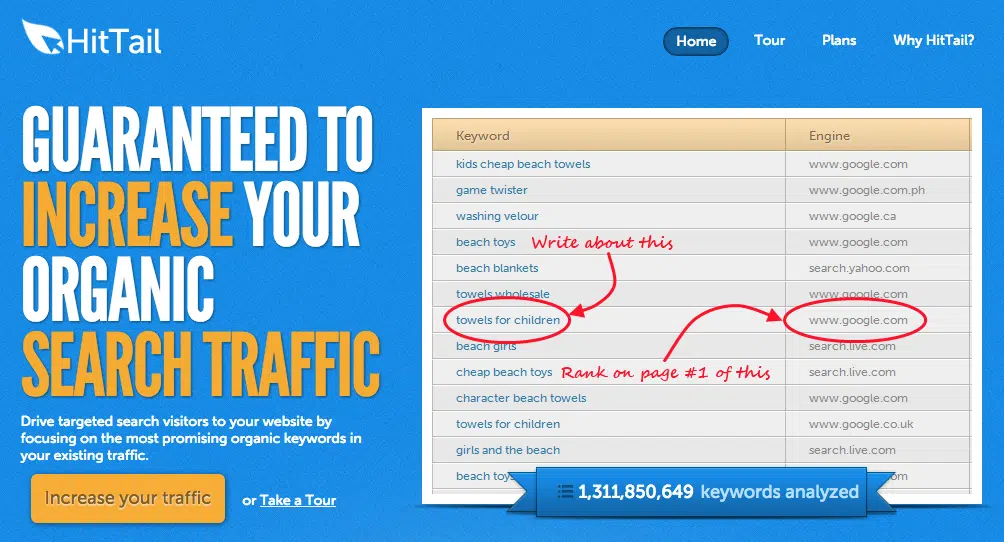 HitTail
Home
Tour
Plans
Why HitTail?
GUARANTEED TO
INCREASE YOUR
ORGANIC
SEARCH TRAFFIC
Drive targeted search visitors to your website by
focusing on the most promising organic keywords in
your existing traffic.
Increase your traffic
or Take a Tour
Keyword Engine
kids cheap beach towels www.google.com
game twister www.google.com.ph
washing velour www.google.ca
beach toys Write about this www.google.com
beach blankets search.yahoo.com
towels wholesale www.google.com
towels for children www.google.com
beach girls search.live.com
cheap beach toys Rank on page #1 of this search.live.com
character beach towels www.google.com
towels for children www.google.co.uk
girls and the beach search.live.com
beach toys
1,311,850,649 keywords analyzed